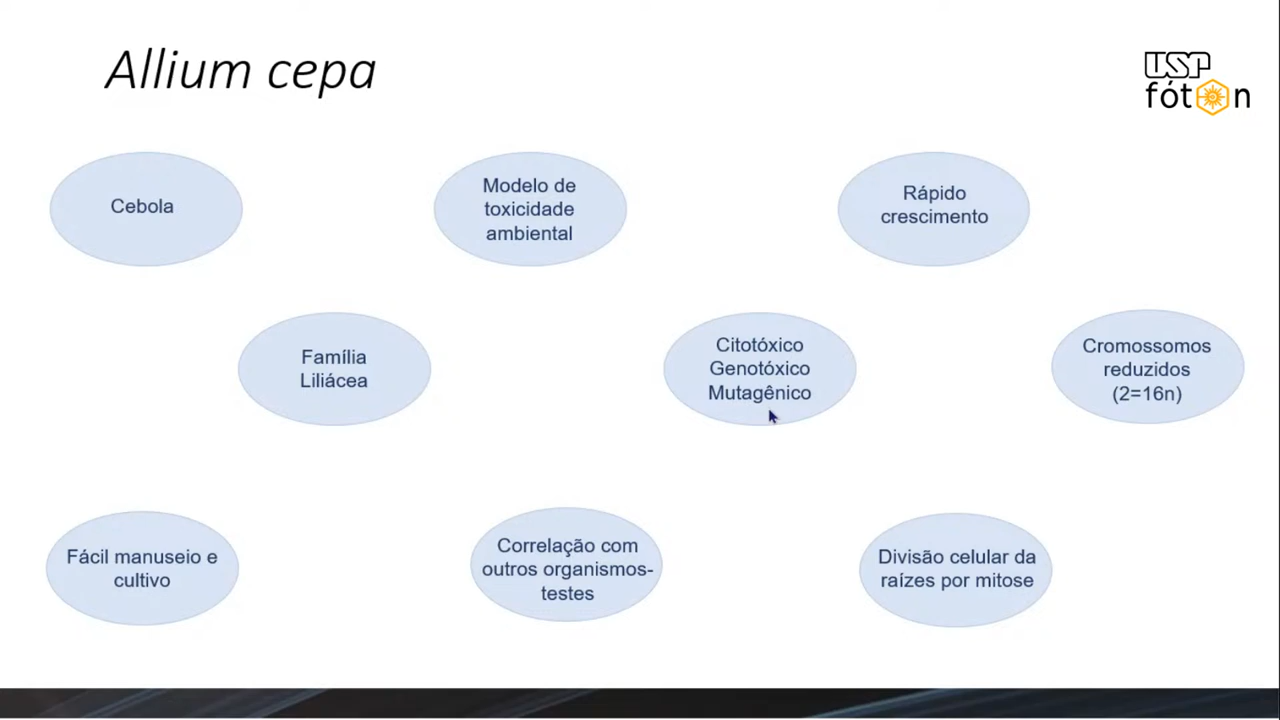 Allium cepa
USP
fóton
Cebola
Modelo de
toxicidade
ambiental
Rápido
crescimento
Família
Liliácea
Citotóxico
Genotóxico
Mutagênico
Cromossomos
reduzidos
(2=16n)
Fácil manuseio e
cultivo
Correlação com
outros organismos-
testes
Divisão celular da
raízes por mitose